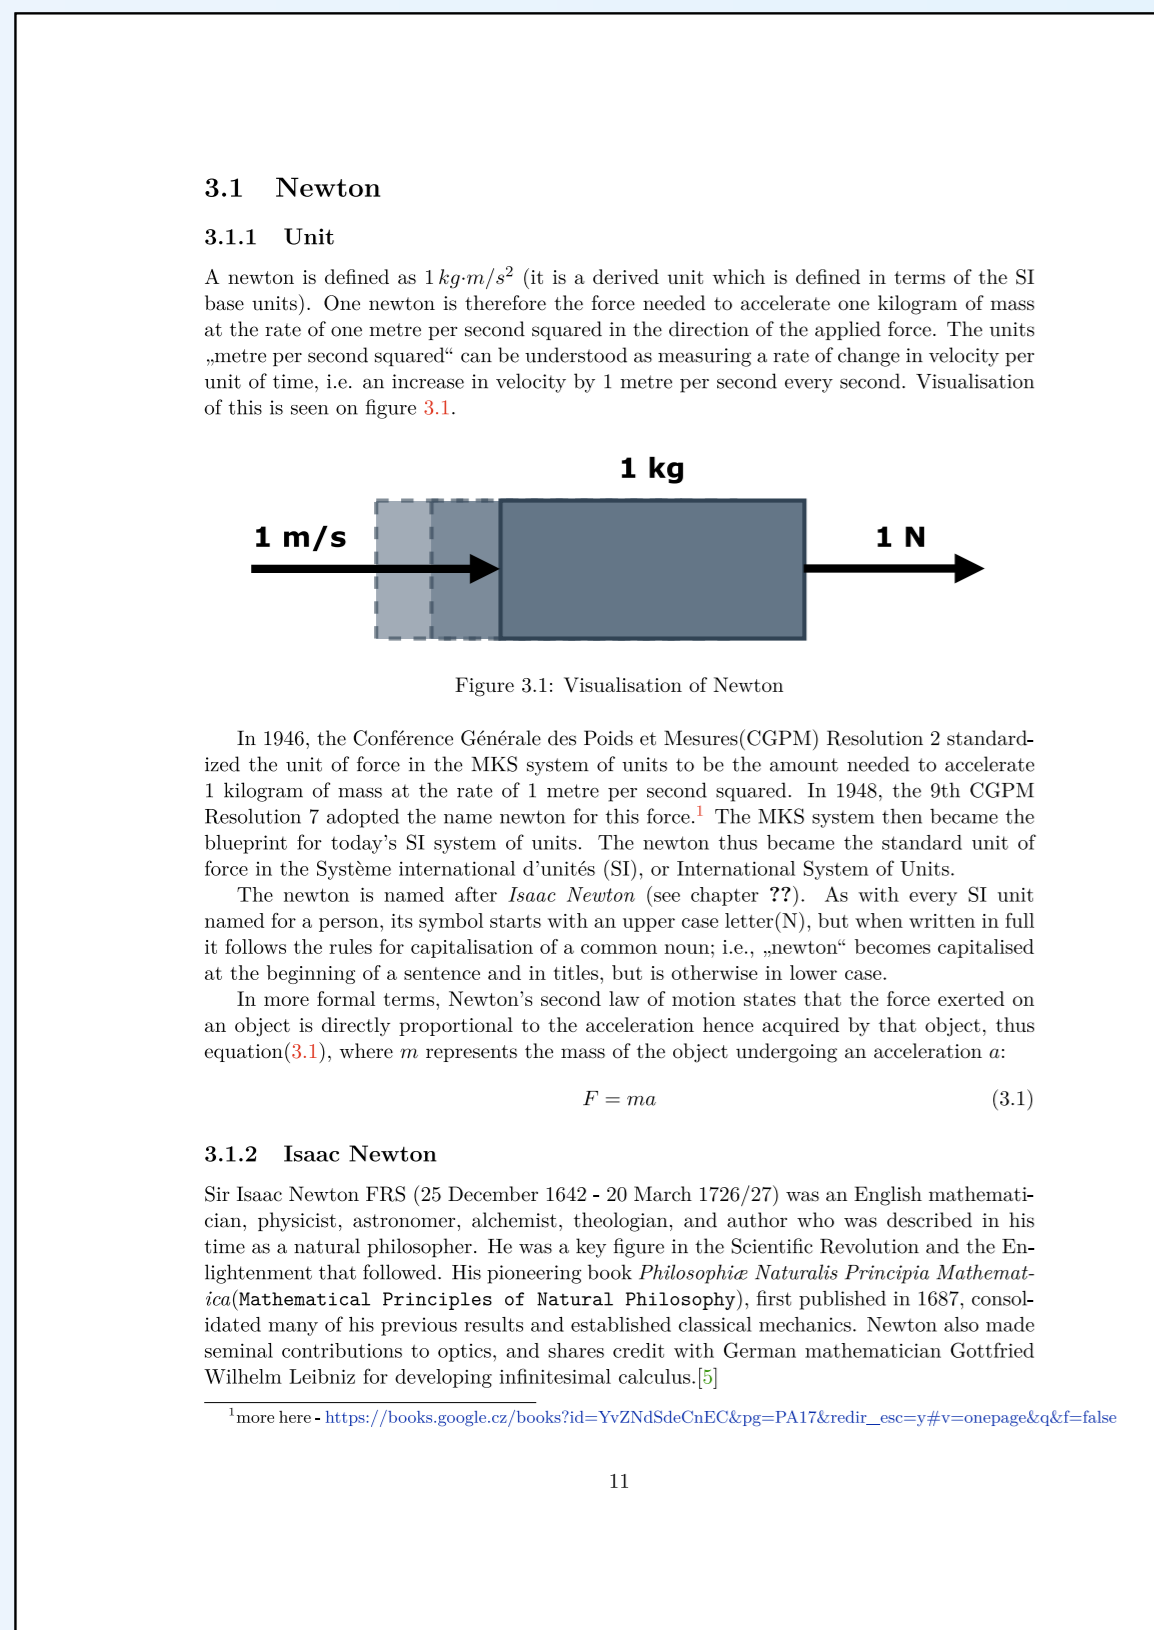 3.1 Newton
3.1.1 Unit
A newton is defined as 1 kg·m/s² (it is a derived unit which is defined in terms of the SI
base units). One newton is therefore the force needed to accelerate one kilogram of mass
at the rate of one metre per second squared in the direction of the applied force. The units
„metre per second squared“ can be understood as measuring a rate of change in velocity per
unit of time, i.e. an increase in velocity by 1 metre per second every second. Visualisation
of this is seen on figure 3.1.
1 kg
1 m/s
1 N
Figure 3.1: Visualisation of Newton
In 1946, the Conférence Générale des Poids et Mesures(CGPM) Resolution 2 standard-
ized the unit of force in the MKS system of units to be the amount needed to accelerate
1 kilogram of mass at the rate of 1 metre per second squared. In 1948, the 9th CGPM
Resolution 7 adopted the name newton for this force.¹ The MKS system then became the
blueprint for today's SI system of units. The newton thus became the standard unit of
force in the Système international d'unités (SI), or International System of Units.
The newton is named after Isaac Newton (see chapter ??). As with every SI unit
named for a person, its symbol starts with an upper case letter(N), but when written in full
it follows the rules for capitalisation of a common noun; i.e., „newton“ becomes capitalised
at the beginning of a sentence and in titles, but is otherwise in lower case.
In more formal terms, Newton's second law of motion states that the force exerted on
an object is directly proportional to the acceleration hence acquired by that object, thus
equation(3.1), where m represents the mass of the object undergoing an acceleration a:
F = ma (3.1)
3.1.2 Isaac Newton
Sir Isaac Newton FRS (25 December 1642 - 20 March 1726/27) was an English mathemati-
cian, physicist, astronomer, alchemist, theologian, and author who was described in his
time as a natural philosopher. He was a key figure in the Scientific Revolution and the En-
lightenment that followed. His pioneering book Philosophiæ Naturalis Principia Mathemat-
ica(Mathematical Principles of Natural Philosophy), first published in 1687, consol-
idated many of his previous results and established classical mechanics. Newton also made
seminal contributions to optics, and shares credit with German mathematician Gottfried
Wilhelm Leibniz for developing infinitesimal calculus.[5]
¹more here - https://books.google.cz/books?id=YvZNdSdeCnEC&pg=PA17&redir_esc=y#v=onepage&q&f=false
11